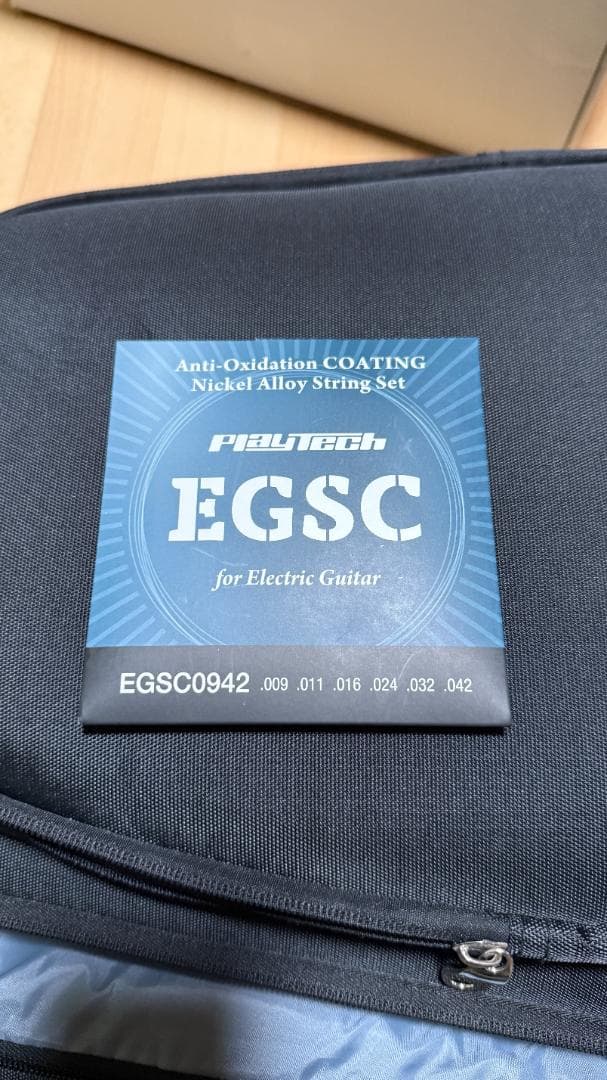 Anti-Oxidation COATING
Nickel Alloy String Set
PLAYTECH
EGSC
for Electric Guitar
EGSC0942 .009 .011 .016 .024 .032 .042